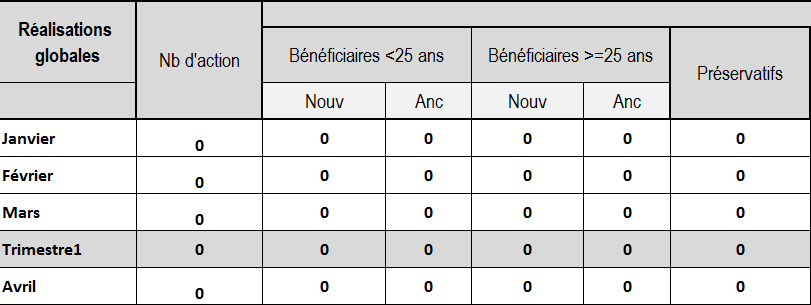 Réalisations globales Nb d'action Bénéficiaires <25 ans Bénéficiaires >=25 ans Préservatifs
Nouv Anc Nouv Anc
Janvier 0 0 0 0 0 0
Février 0 0 0 0 0 0
Mars 0 0 0 0 0 0
Trimestre1 0 0 0 0 0 0
Avril 0 0 0 0 0 0